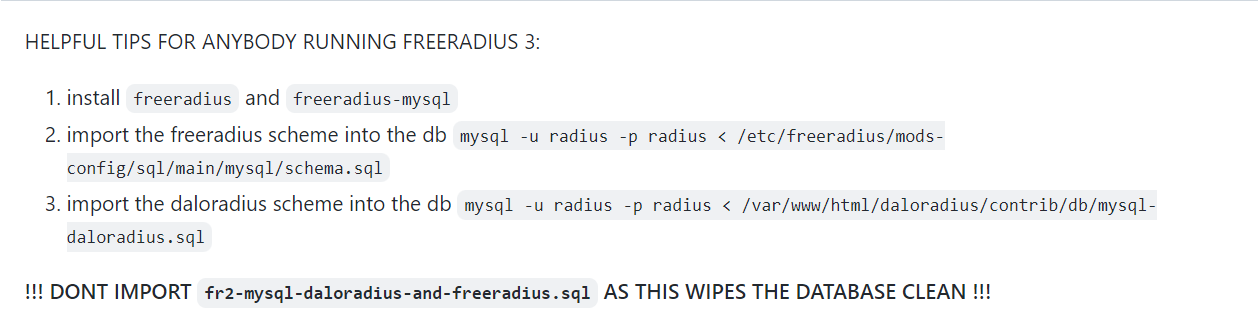 HELPFUL TIPS FOR ANYBODY RUNNING FREERADIUS 3:
1. install freeradius and freeradius-mysql
2. import the freeradius scheme into the db mysql -u radius -p radius < /etc/freeradius/mods-
config/sql/main/mysql/schema.sql
3. import the daloradius scheme into the db mysql -u radius -p radius < /var/www/html/daloradius/contrib/db/mysql-
daloradius.sql
!!! DONT IMPORT fr2-mysql-daloradius-and-freeradius.sql AS THIS WIPES THE DATABASE CLEAN !!!